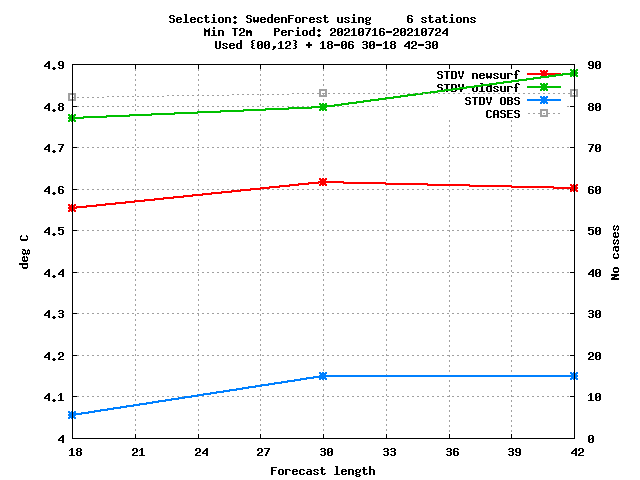 Selection: SwedenForest using     6 stations
Min T2m   Period: 20210716-20210724
Used {00,12} + 18-06 30-18 42-30
4.9
4.8
4.7
4.6
4.5
4.4
4.3
4.2
4.1
4
90
80
70
60
50
40
30
20
10
0
deg C
No cases
STDV newsurf
STDV oldsurf
STDV OBS
CASES
18 21 24 27 30 33 36 39 42
Forecast length